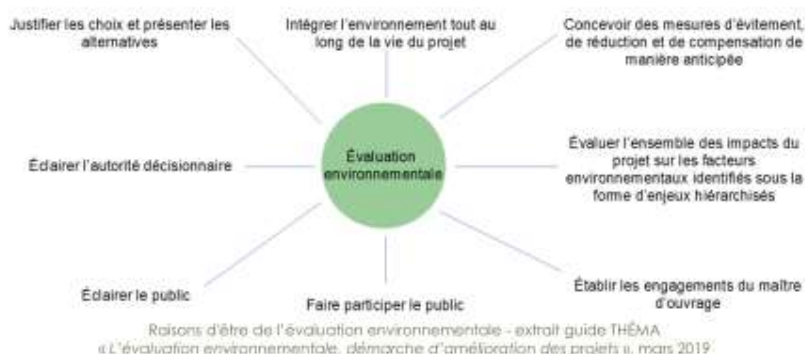 Justifier les choix et présenter les
alternatives
Intégrer l'environnement tout au
long de la vie du projet
Concevoir des mesures d'évitement,
de réduction et de compensation de
manière anticipée
Éclairer l'autorité décisionnaire
Évaluation
environnementale
Évaluer l'ensemble des impacts du
projet sur les facteurs
environnementaux identifiés sous la
forme d'enjeux hiérarchisés
Éclairer le public
Faire participer le public
Établir les engagements du maître
d'ouvrage
Raisons d'être de l'évaluation environnementale - extrait guide THÉMA
« L'évaluation environnementale, démarche d'amélioration des projets », mars 2019